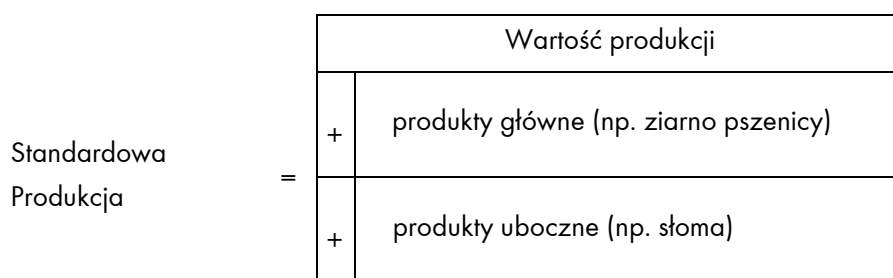 Wartość produkcji
+ produkty główne (np. ziarno pszenicy)
Standardowa
Produkcja
=
+ produkty uboczne (np. słoma)